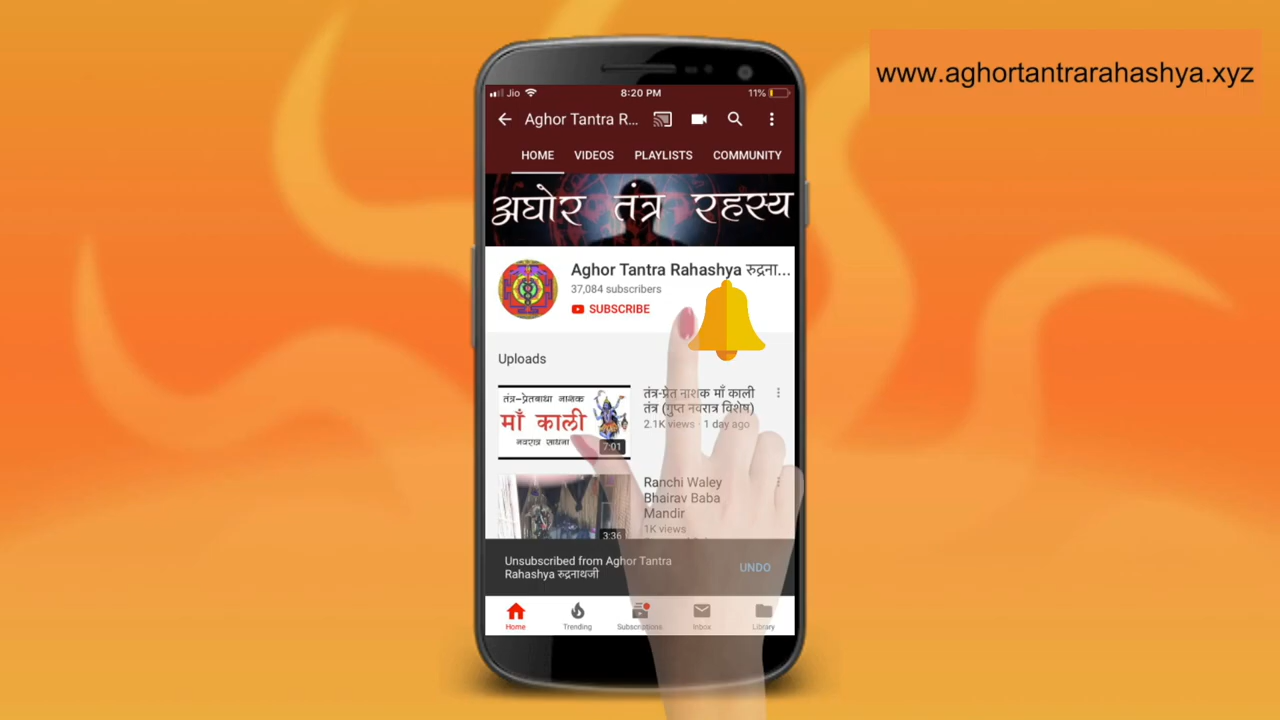 www.aghortantrarahashya.xyz
Jio 8:20 PM 11%
Aghor Tantra R...
HOME VIDEOS PLAYLISTS COMMUNITY
अघोर तंत्र रहस्य
Aghor Tantra Rahashya रुद्रना...
37,084 subscribers
SUBSCRIBE
Uploads
तंत्र-प्रेतबाधा नाशक
माँ काली
नवरात्र साधना
7:01
तंत्र-प्रेत नाशक माँ काली
तंत्र (गुप्त नवरात्र विशेष)
2.1K views · 1 day ago
3:36
Ranchi Waley
Bhairav Baba
Mandir
1K views
Unsubscribed from Aghor Tantra
Rahashya रुद्रनाथजी
UNDO
Home Trending Subscriptions Inbox Library